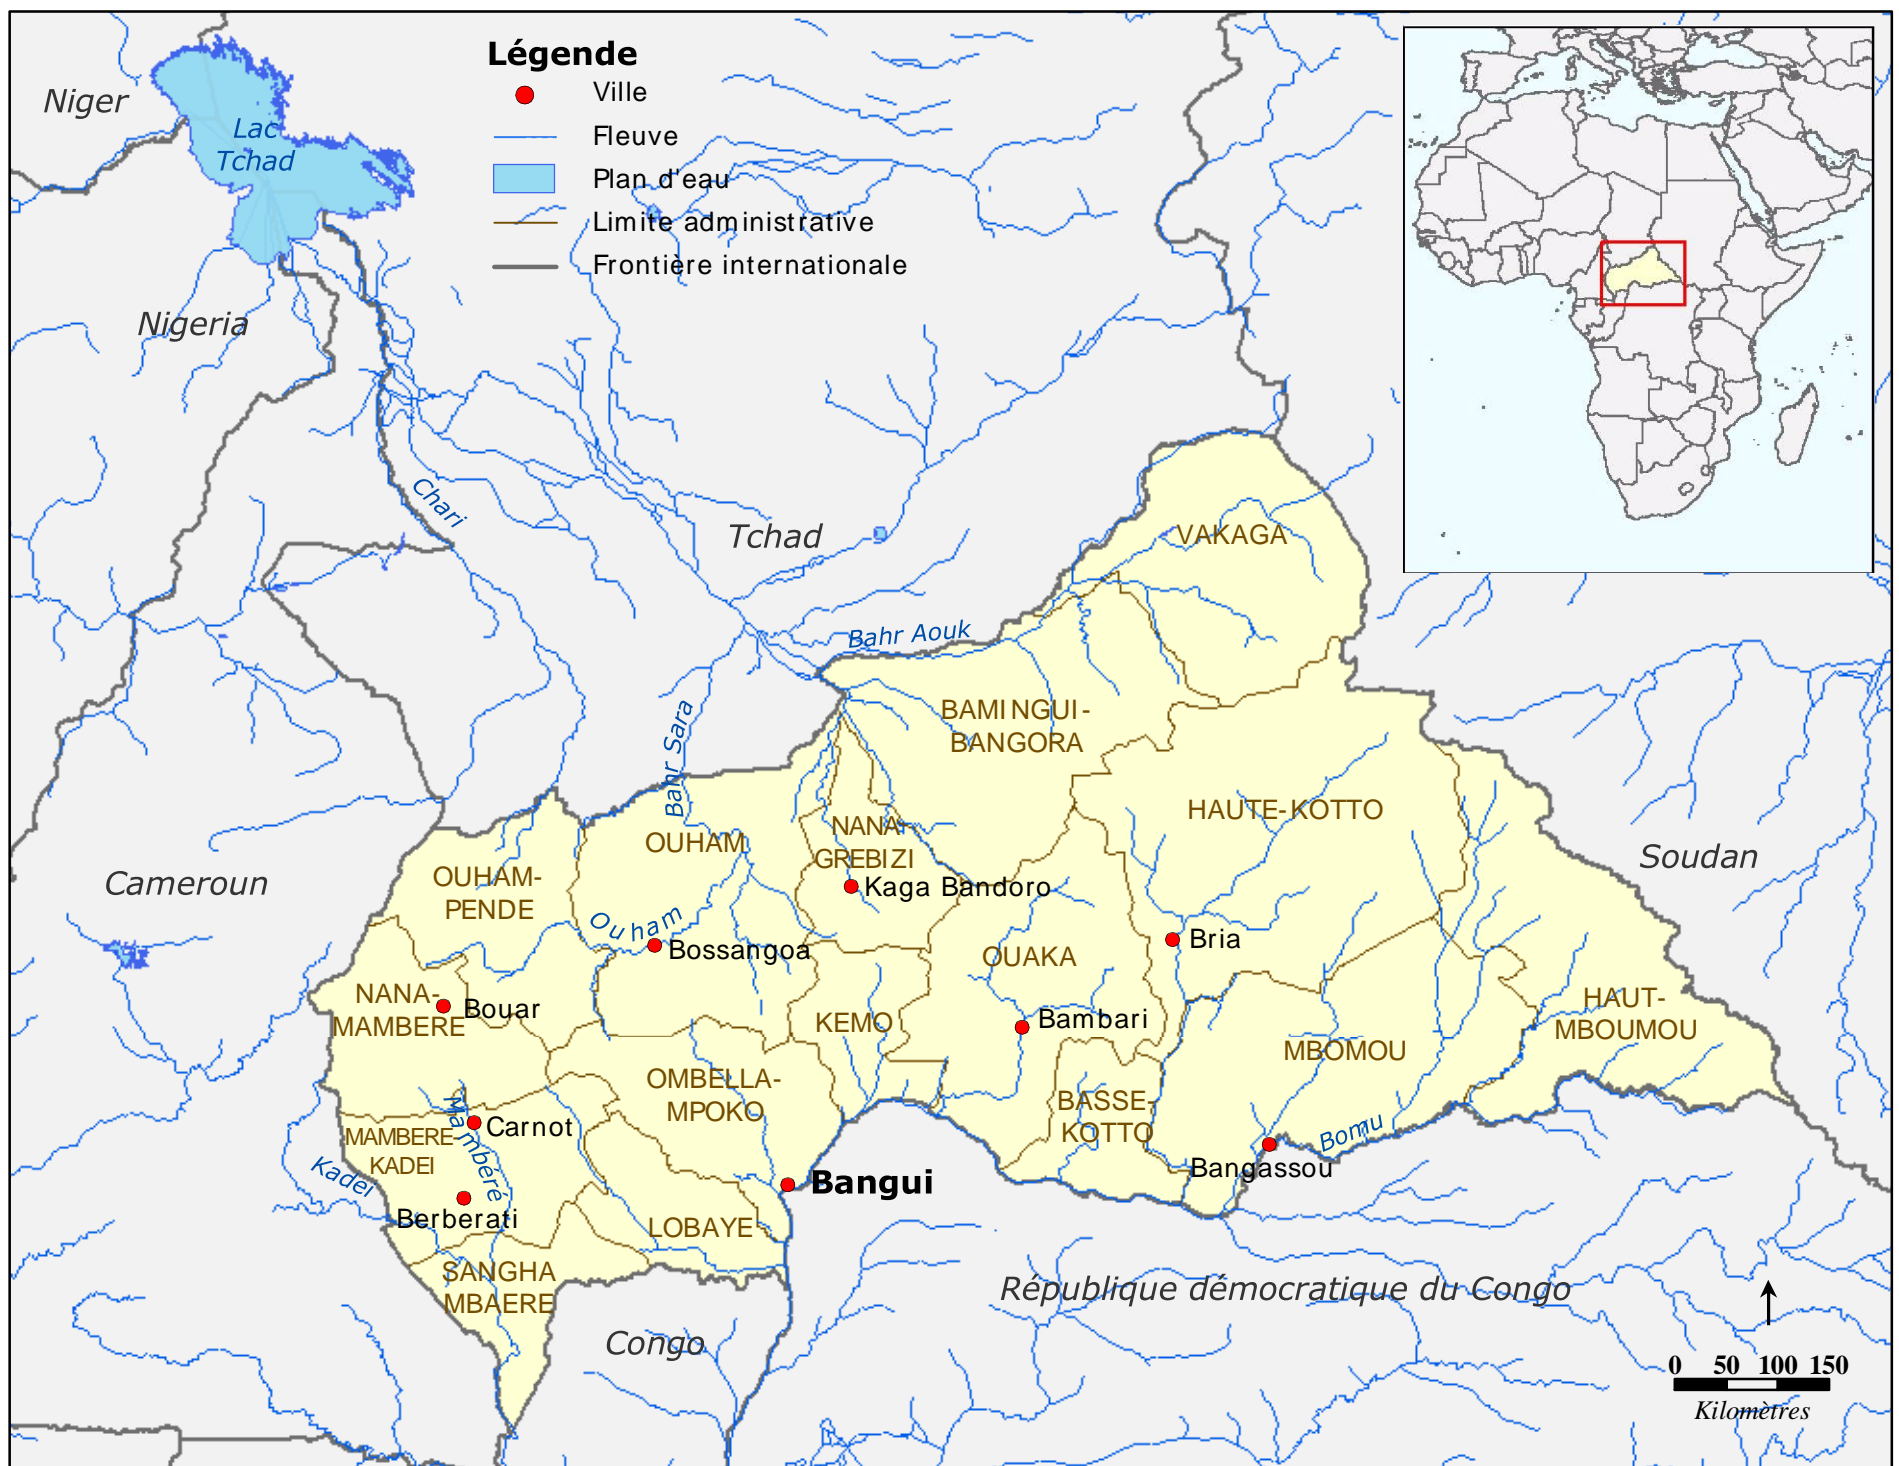 Légende
Ville
Fleuve
Plan d'eau
Limite administrative
Frontière internationale
Niger
Lac
Tchad
Nigeria
Chari
Tchad
VAKAGA
Bahr Aouk
BAMINGUI-
BANGORA
Bahr Sara
HAUTE-KOTTO
NANA-
GREBIZI
OUHAM
Soudan
Cameroun
OUHAM-
PENDE
Kaga Bandoro
Ouham
Bossangoa
Bria
OUAKA
NANA-
MAMBERE
Bouar
KEMO
Bambari
HAUT-
MBOUMOU
MBOMOU
OMBELLA-
MPOKO
BASSE-
KOTTO
Mambéré
Carnot
MAMBERE
KADEI
Kadei
Bomu
Bangassou
Bangui
Berberati
LOBAYE
SANGHA
MBAERE
République démocratique du Congo
Congo
0 50 100 150
Kilomètres